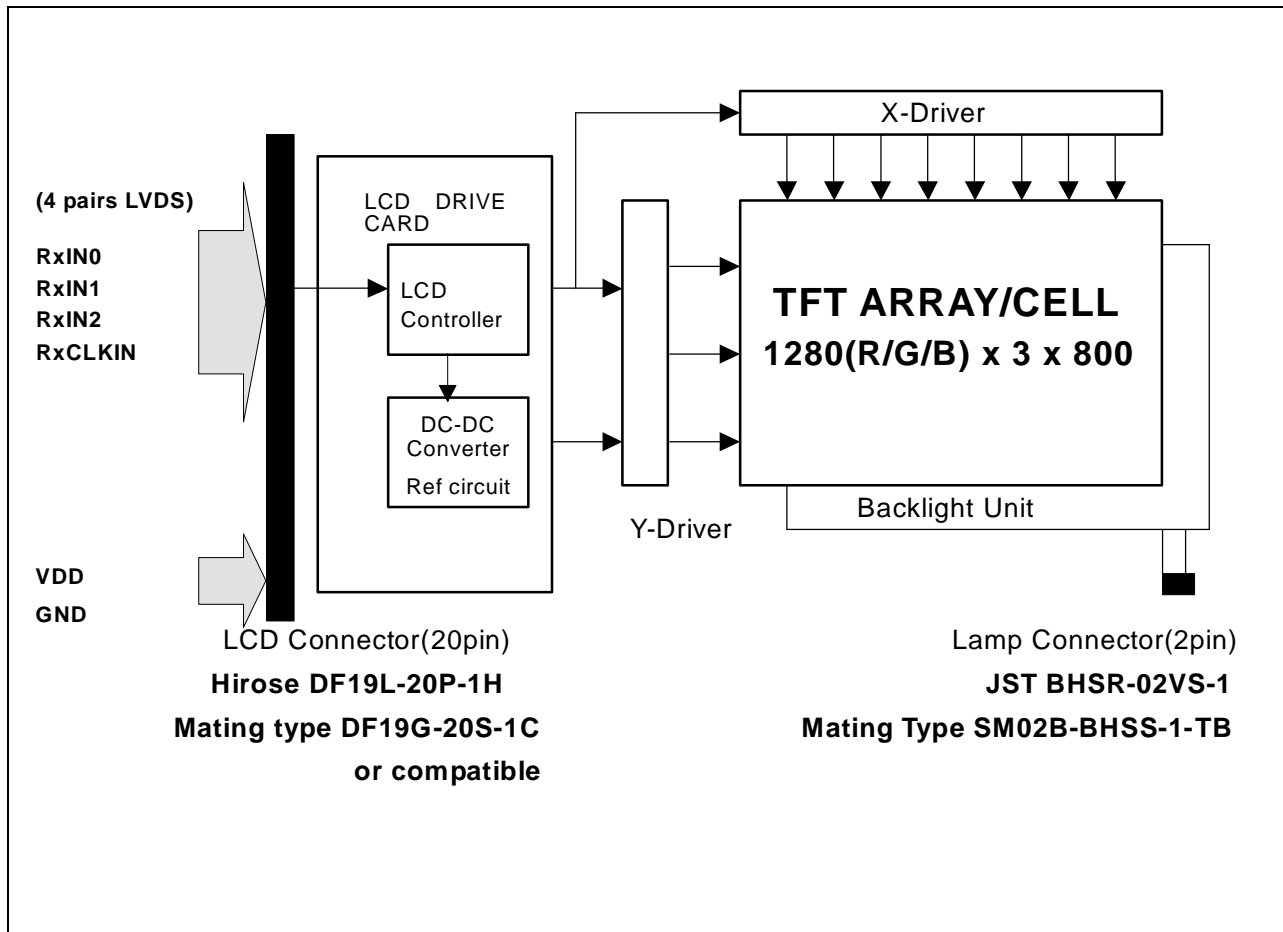 X-Driver
(4 pairs LVDS)
RxIN0
RxIN1
RxIN2
RxCLKIN
VDD
GND
LCD DRIVE
CARD
LCD
Controller
DC-DC
Converter
Ref circuit
Y-Driver
TFT ARRAY/CELL
1280(R/G/B) x 3 x 800
Backlight Unit
LCD Connector(20pin)
Hirose DF19L-20P-1H
Mating type DF19G-20S-1C
or compatible
Lamp Connector(2pin)
JST BHSR-02VS-1
Mating Type SM02B-BHSS-1-TB